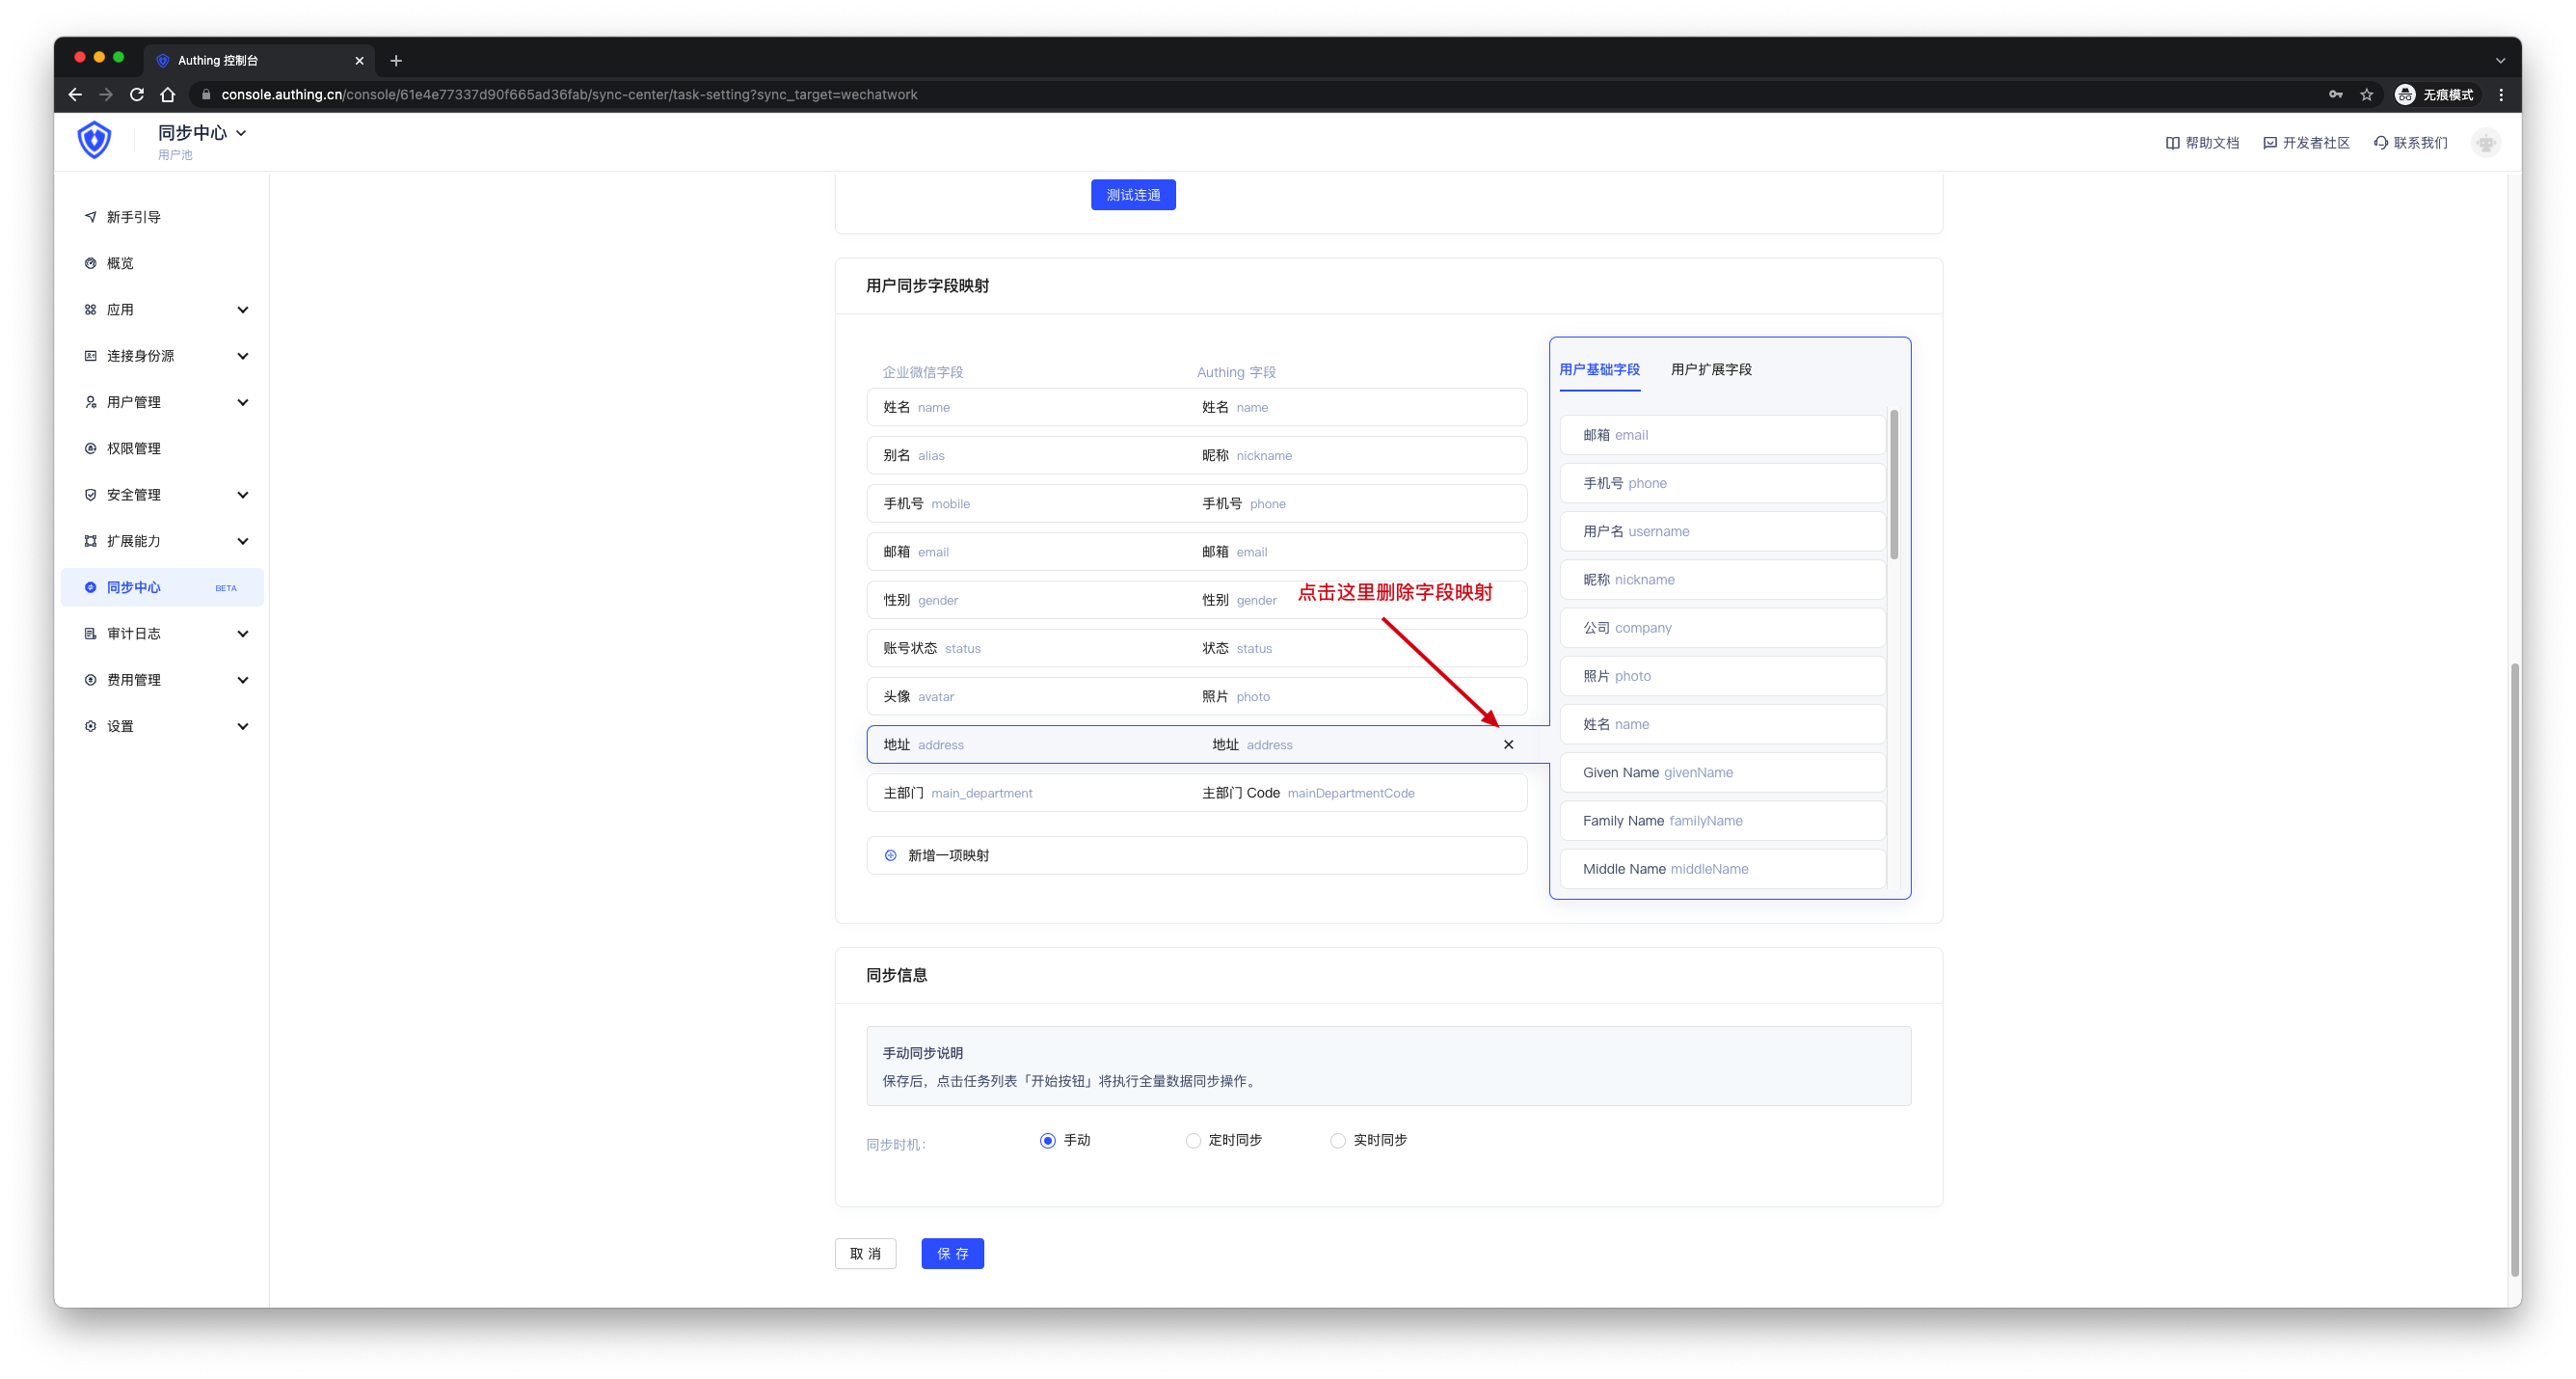 Authing 控制台
console.authing.cn/console/61e4e77337d90f665ad36fab/sync-center/task-setting?sync_target=wechatwork
无痕模式
同步中心
用户池
帮助文档
开发者社区
联系我们
新手引导
概览
应用
连接身份源
用户管理
权限管理
安全管理
扩展能力
同步中心 BETA
审计日志
费用管理
设置
测试连通
用户同步字段映射
企业微信字段 Authing 字段
姓名 name 姓名 name
别名 alias 昵称 nickname
手机号 mobile 手机号 phone
邮箱 email 邮箱 email
性别 gender 性别 gender
点击这里删除字段映射
账号状态 status 状态 status
头像 avatar 照片 photo
地址 address 地址 address
主部门 main_department 主部门 Code mainDepartmentCode
新增一项映射
用户基础字段 用户扩展字段
邮箱 email
手机号 phone
用户名 username
昵称 nickname
公司 company
照片 photo
姓名 name
Given Name givenName
Family Name familyName
Middle Name middleName
同步信息
手动同步说明
保存后，点击任务列表「开始按钮」将执行全量数据同步操作。
同步时机： 手动 定时同步 实时同步
取 消 保 存